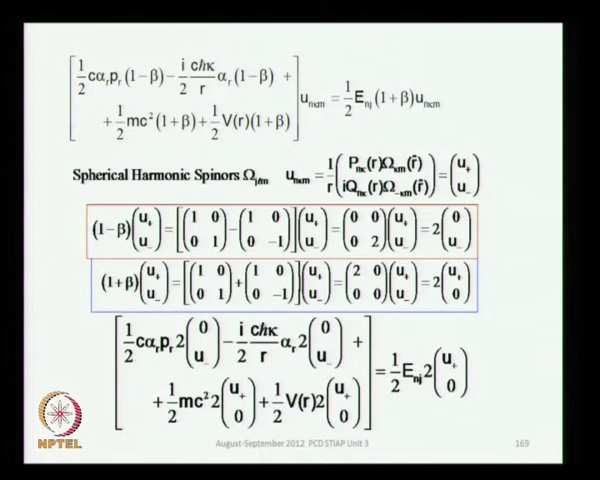 [ 1/2 cα_r p_r (1−β) − i/2 cℏκ/r α_r (1−β) +
+ 1/2 mc² (1+β) + 1/2 V(r)(1+β) ] u_nκm = 1/2 E_nj (1+β) u_nκm
Spherical Harmonic Spinors Ω_jℓm u_nκm = 1/r ( P_nκ(r)Ω_κm(r̂) iQ_nκ(r)Ω_−κm(r̂) ) = ( u_+ u_− )
(1−β)( u_+ u_− ) = [ ( 1 0 0 1 ) − ( 1 0 0 −1 ) ] ( u_+ u_− ) = ( 0 0 0 2 )( u_+ u_− ) = 2( 0 u_− )
(1+β)( u_+ u_− ) = [ ( 1 0 0 1 ) + ( 1 0 0 −1 ) ] ( u_+ u_− ) = ( 2 0 0 0 )( u_+ u_− ) = 2( u_+ 0 )
[ 1/2 cα_r p_r 2( 0 u_− ) − i/2 cℏκ/r α_r 2( 0 u_− ) +
+ 1/2 mc² 2( u_+ 0 ) + 1/2 V(r)2( u_+ 0 ) ] = 1/2 E_nj 2( u_+ 0 )
NPTEL
August-September 2012 PCD STIAP Unit 3
169